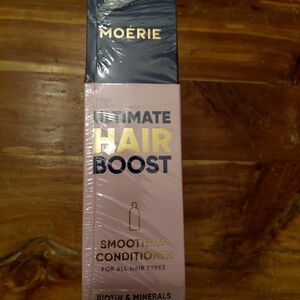 MOÉRIE
ULTIMATE
HAIR
BOOST
SMOOTHING
CONDITIONER
FOR ALL HAIR TYPES
BIOTIN & MINERALS